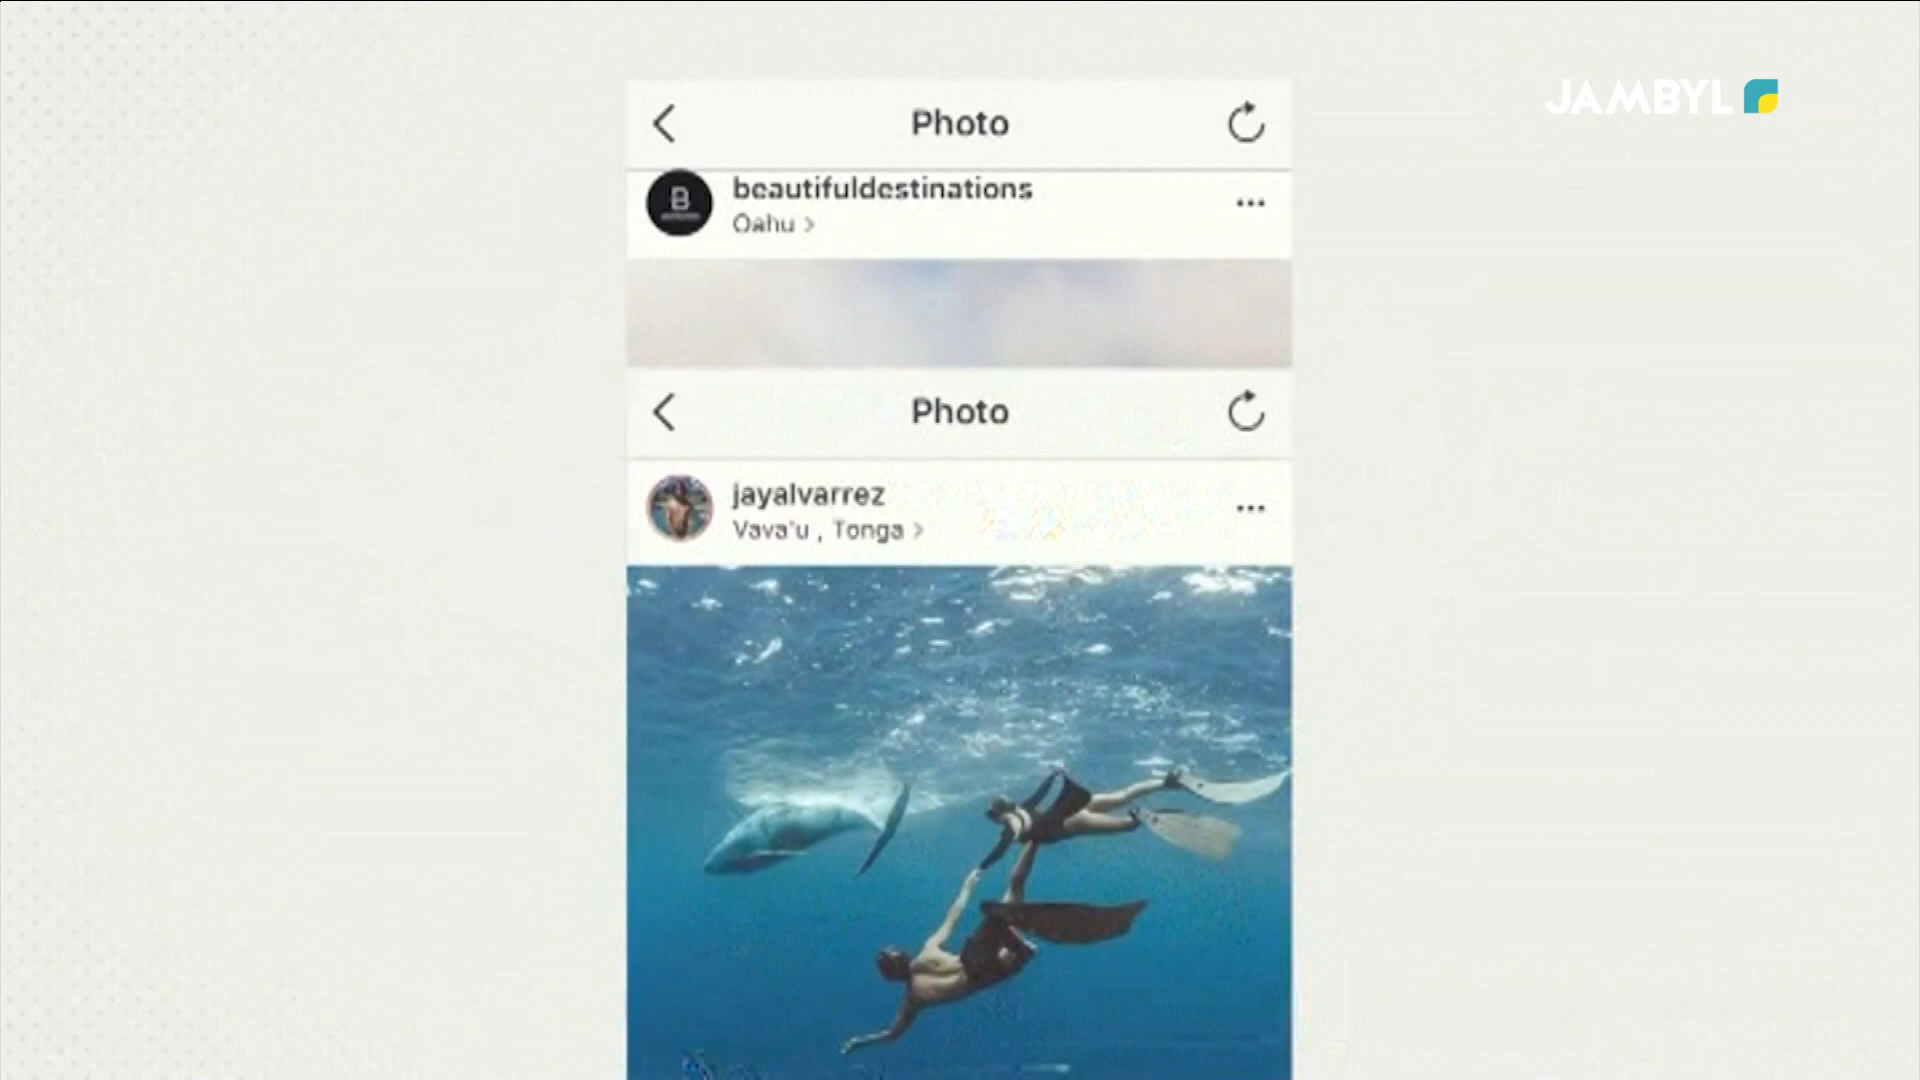 JAMBYL
Photo
B
beautifuldestinations
Oahu >
...
Photo
jayalvarrez
Vava'u , Tonga >
...